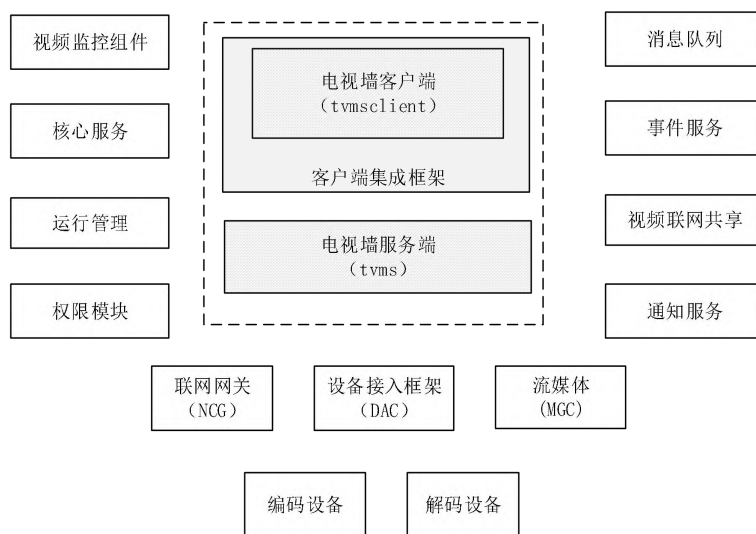 视频监控组件
核心服务
运行管理
权限模块
电视墙客户端
（tvmsclient）
客户端集成框架
电视墙服务端
（tvms）
消息队列
事件服务
视频联网共享
通知服务
联网网关
（NCG）
设备接入框架
（DAC）
流媒体
(MGC)
编码设备
解码设备